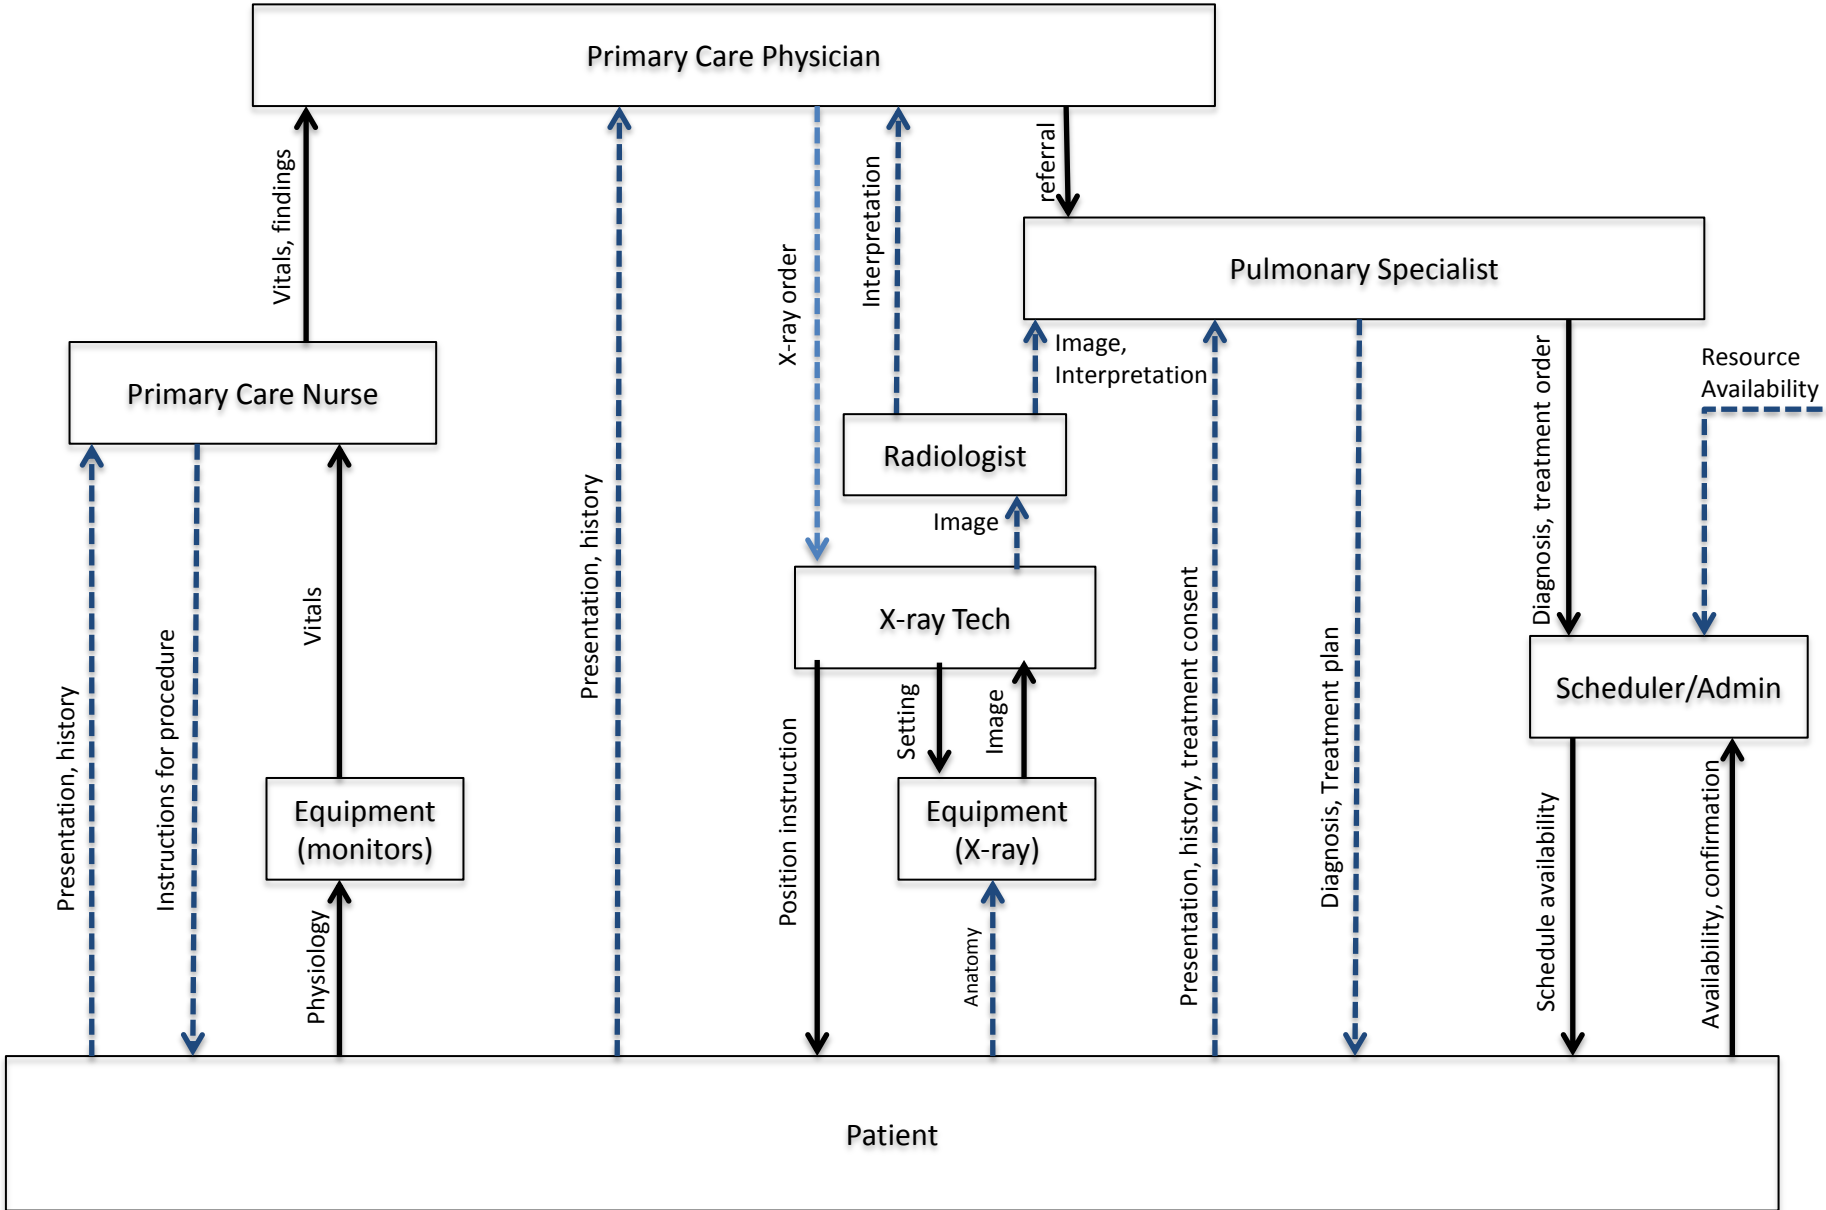 Primary Care Physician
Vitals, findings
X-ray order
Interpretation
referral
Pulmonary Specialist
Primary Care Nurse
Image,
Interpretation
Resource
Availability
Radiologist
Image
Presentation, history
Instructions for procedure
Vitals
Presentation, history
X-ray Tech
Presentation, history, treatment consent
Diagnosis, Treatment plan
Diagnosis, treatment order
Scheduler/Admin
Position instruction
Setting
Image
Equipment
(monitors)
Equipment
(X-ray)
Physiology
Anatomy
Schedule availability
Availability, confirmation
Patient